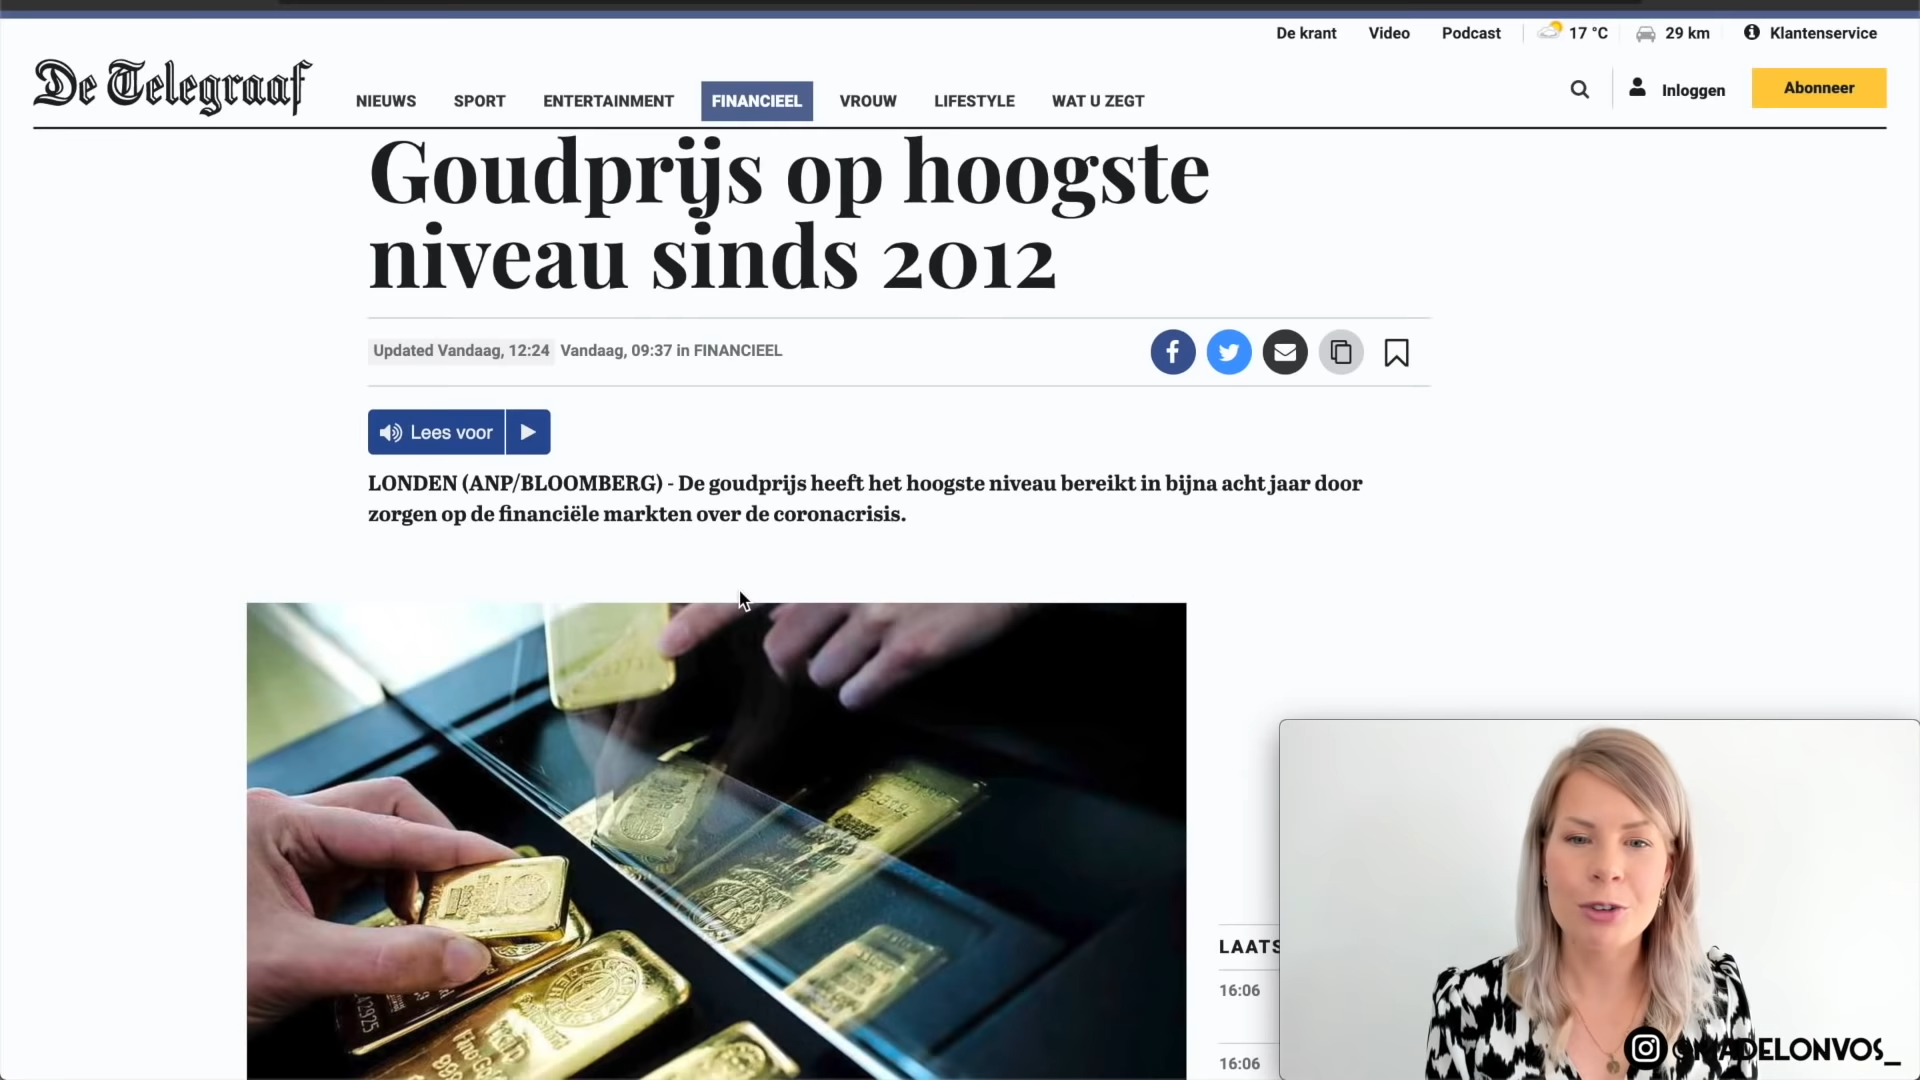 De krant Video Podcast 17 °C 29 km Klantenservice
De Telegraaf
NIEUWS SPORT ENTERTAINMENT FINANCIEEL VROUW LIFESTYLE WAT U ZEGT
Inloggen Abonneer
Goudprijs op hoogste
niveau sinds 2012
Updated Vandaag, 12:24 Vandaag, 09:37 in FINANCIEEL
Lees voor
LONDEN (ANP/BLOOMBERG) - De goudprijs heeft het hoogste niveau bereikt in bijna acht jaar door
zorgen op de financiële markten over de coronacrisis.
LAATS
16:06
16:06
@MADELONVOS_